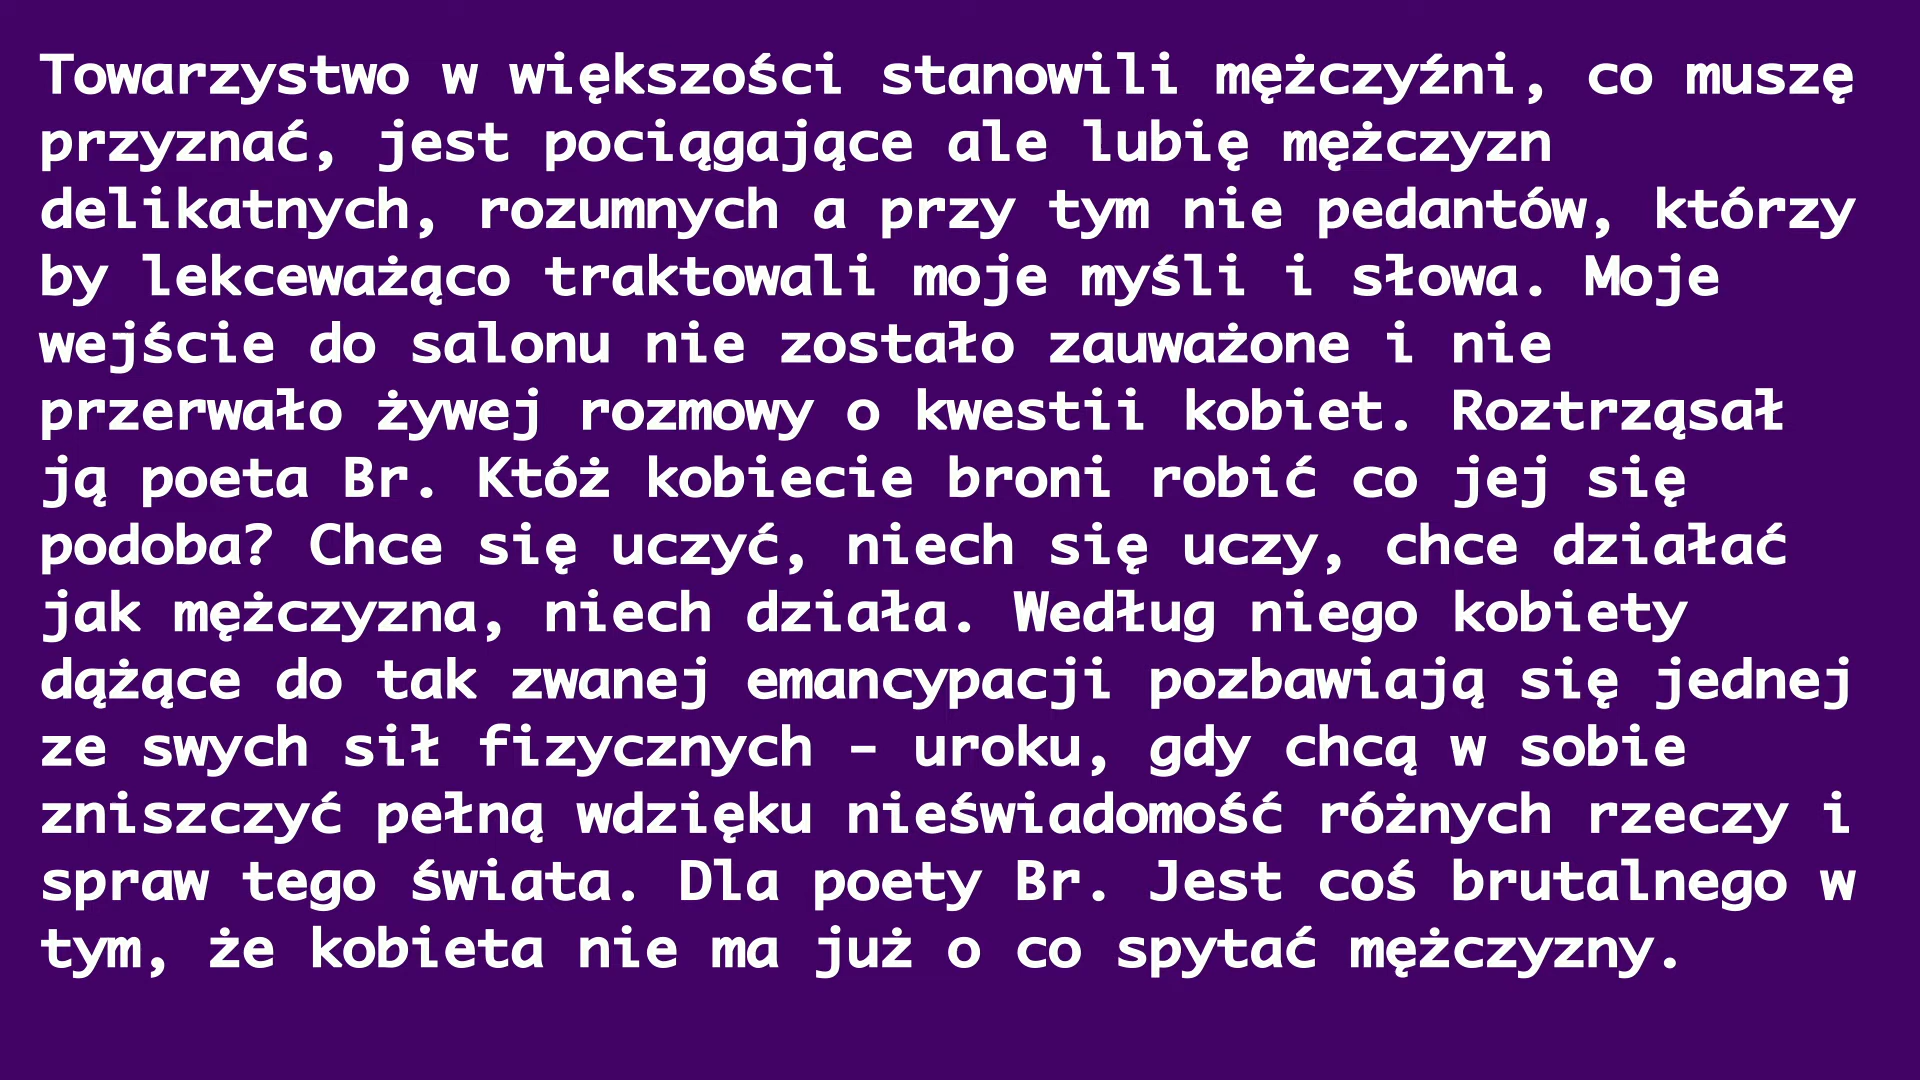 Towarzystwo w większości stanowili mężczyźni, co muszę
przyznać, jest pociągające ale lubię mężczyzn
delikatnych, rozumnych a przy tym nie pedantów, którzy
by lekceważąco traktowali moje myśli i słowa. Moje
wejście do salonu nie zostało zauważone i nie
przerwało żywej rozmowy o kwestii kobiet. Roztrząsał
ją poeta Br. Któż kobiecie broni robić co jej się
podoba? Chce się uczyć, niech się uczy, chce działać
jak mężczyzna, niech działa. Według niego kobiety
dążące do tak zwanej emancypacji pozbawiają się jednej
ze swych sił fizycznych – uroku, gdy chcą w sobie
zniszczyć pełną wdzięku nieświadomość różnych rzeczy i
spraw tego świata. Dla poety Br. Jest coś brutalnego w
tym, że kobieta nie ma już o co spytać mężczyzny.